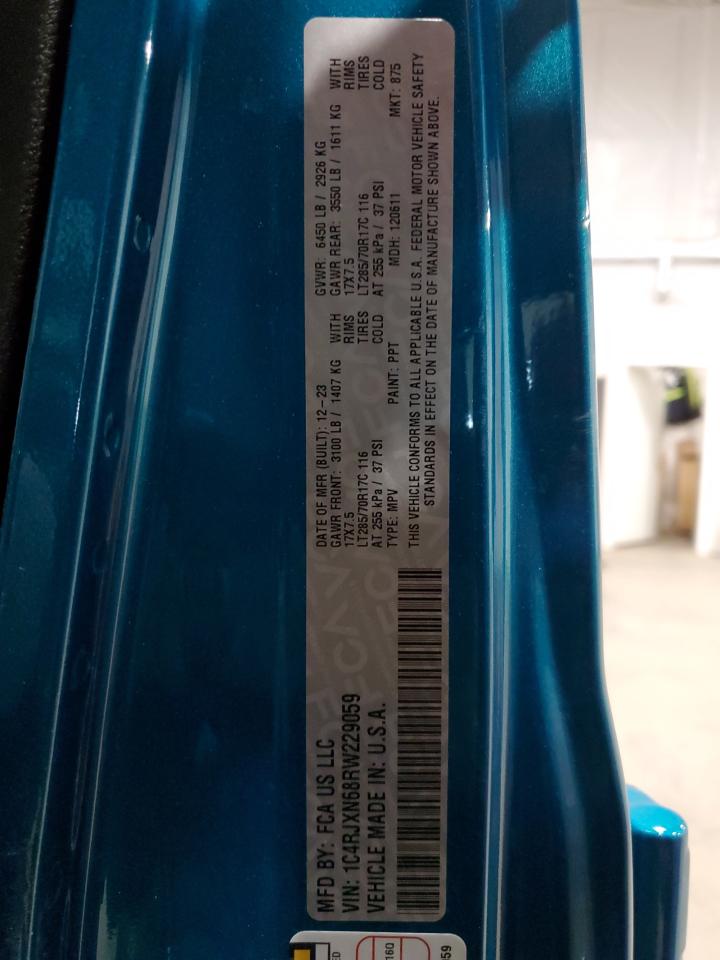 MFD BY: FCA US LLC
VIN: 1C4RJXN68RW229059
VEHICLE MADE IN: U.S.A.
DATE OF MFR (BUILT): 12-23 GVWR: 6450 LB / 2926 KG
GAWR FRONT: 3100 LB / 1407 KG WITH GAWR REAR: 3550 LB / 1611 KG WITH
17X7.5 RIMS 17X7.5 RIMS
LT285/70R17C 116 TIRES LT285/70R17C 116 TIRES
AT 255 kPa / 37 PSI COLD AT 255 kPa / 37 PSI COLD
TYPE: MPV PAINT: PPT MDH: 120611 MKT: 875
THIS VEHICLE CONFORMS TO ALL APPLICABLE U.S.A. FEDERAL MOTOR VEHICLE SAFETY
STANDARDS IN EFFECT ON THE DATE OF MANUFACTURE SHOWN ABOVE.
ED
160
059